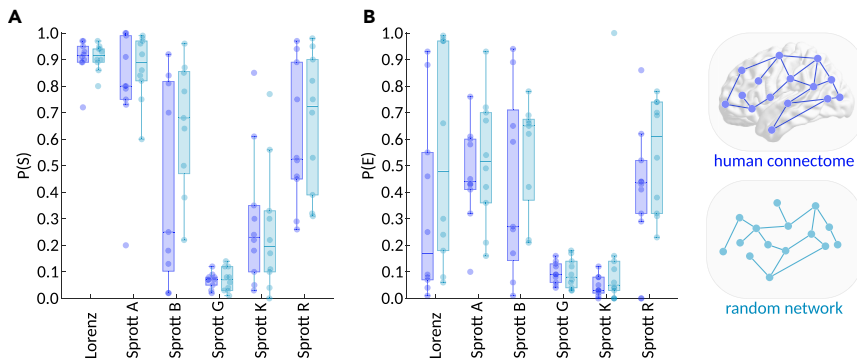 A
P(S)
1.0
0.9
0.8
0.7
0.6
0.5
0.4
0.3
0.2
0.1
0.0
Lorenz
Sprott A
Sprott B
Sprott G
Sprott K
Sprott R
B
P(E)
1.0
0.9
0.8
0.7
0.6
0.5
0.4
0.3
0.2
0.1
0.0
Lorenz
Sprott A
Sprott B
Sprott G
Sprott K
Sprott R
human connectome
random network